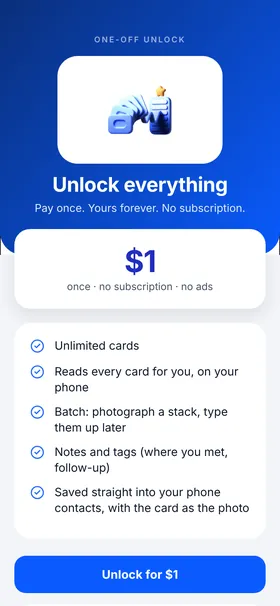 ONE-OFF UNLOCK
Unlock everything
Pay once. Yours forever. No subscription.
$1
once · no subscription · no ads
Unlimited cards
Reads every card for you, on your
phone
Batch: photograph a stack, type
them up later
Notes and tags (where you met,
follow-up)
Saved straight into your phone
contacts, with the card as the photo
Unlock for $1